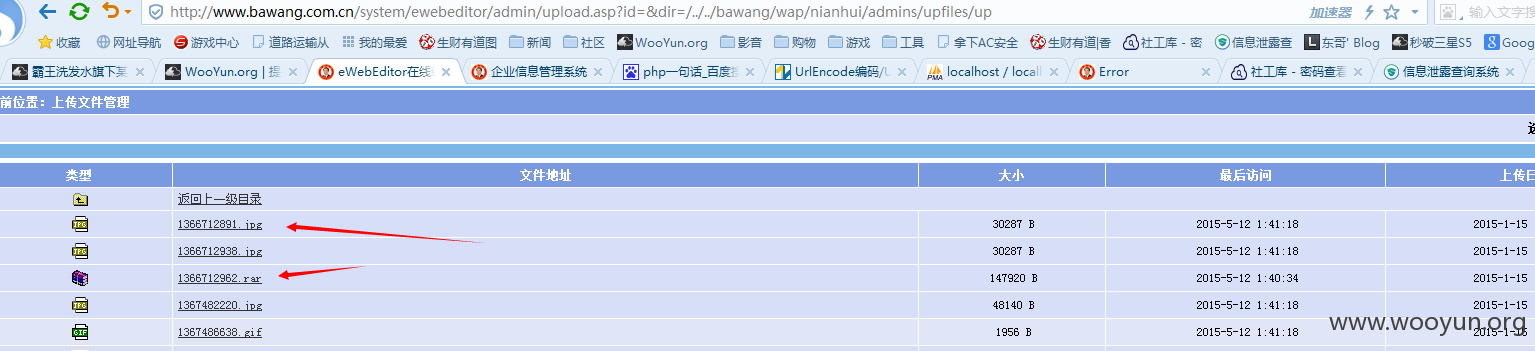 http://www.bawang.com.cn/system/ewebeditor/admin/upload.asp?id=&dir=/../../bawang/wap/nianhui/admins/upfiles/up 加速器 输入文字搜
收藏 网址导航 游戏中心 道路运输从 我的最爱 生财有道图 新闻 社区 WooYun.org 影音 购物 游戏 工具 拿下AC安全 生财有道|香 社工库 - 密 信息泄露查 东哥' Blog 秒破三星S5 Goog
霸王洗发水旗下某 WooYun.org | 提 eWebEditor在线 企业信息管理系统 php一句话_百度搜 UrlEncode编码/U localhost / locall Error 社工库 - 密码查看 信息泄露查询系统
前位置：上传文件管理
类型 文件地址 大小 最后访问 上传日
返回上一级目录
1366712891.jpg 30287 B 2015-5-12 1:41:18 2015-1-15
1366712938.jpg 30287 B 2015-5-12 1:41:18 2015-1-15
1366712962.rar 147920 B 2015-5-12 1:40:34 2015-1-15
1367482220.jpg 48140 B 2015-5-12 1:41:18 2015-1-15
1367486638.gif 1956 B 2015-5-12 1:41:18 2015-1-15
www.wooyun.org